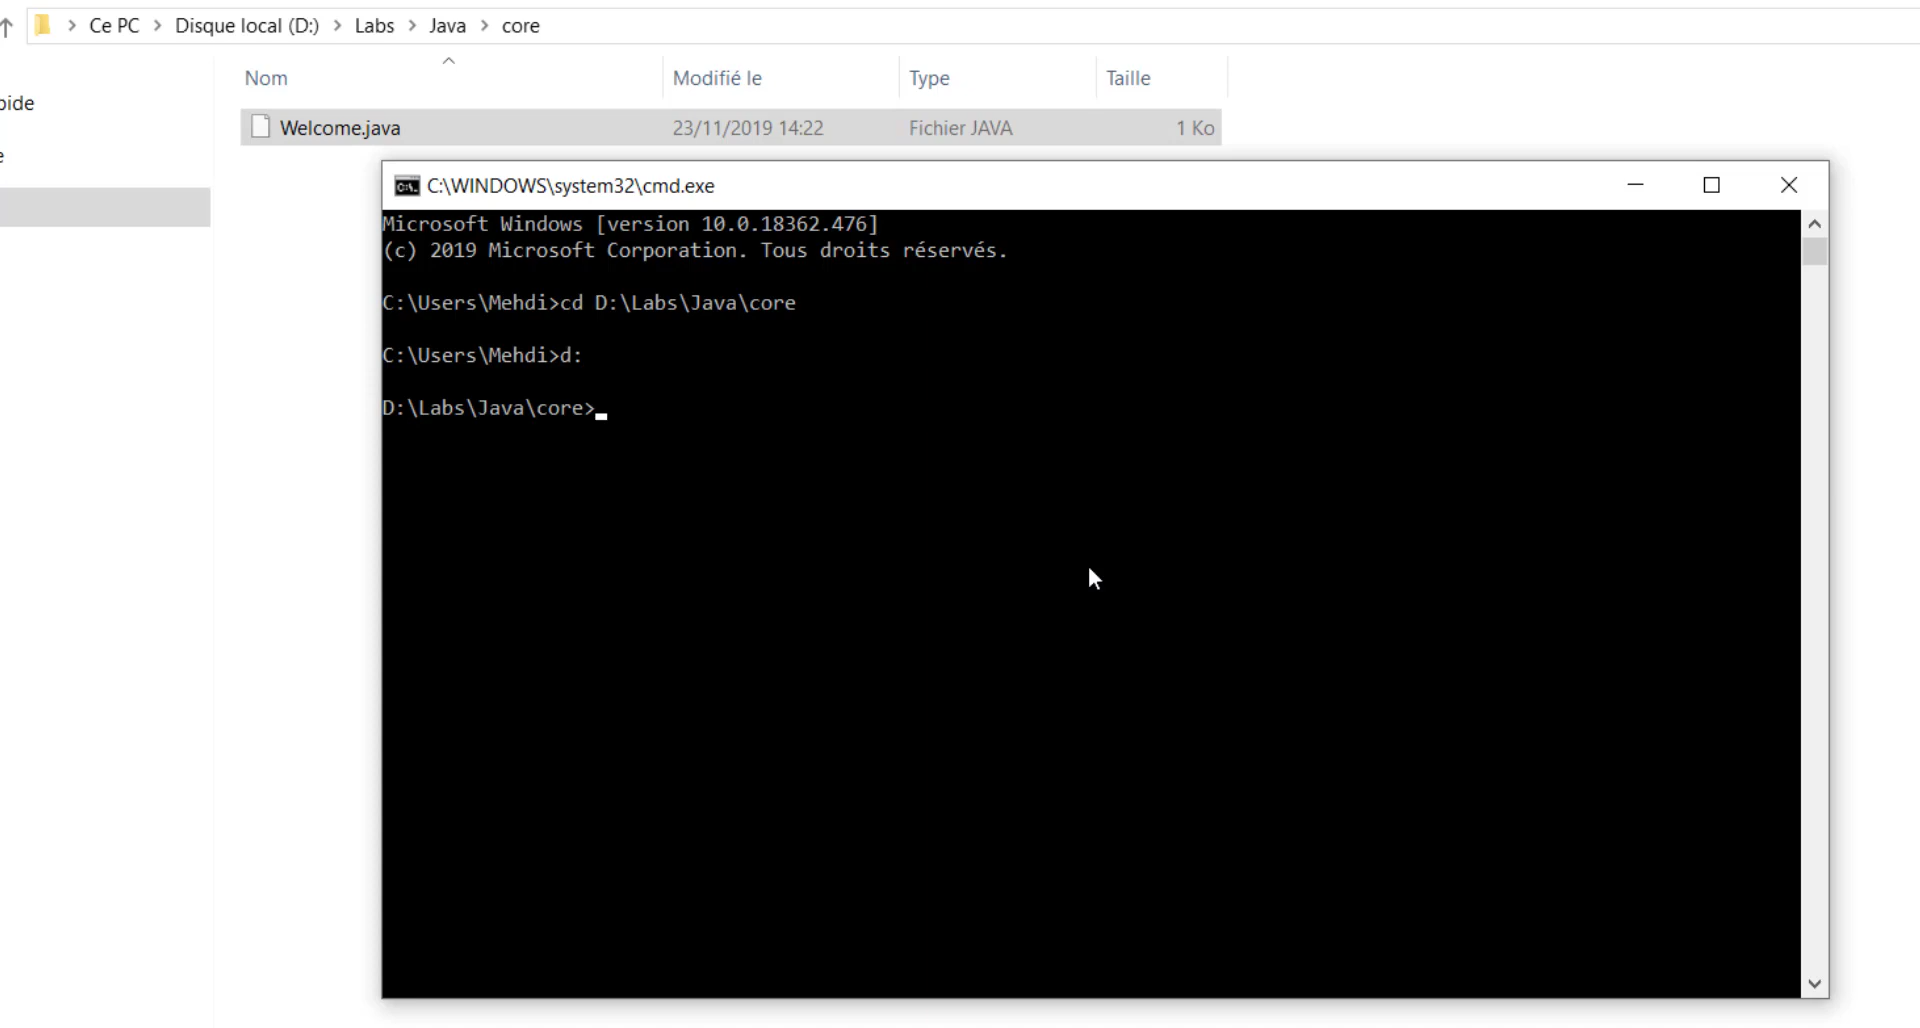 Ce PC > Disque local (D:) > Labs > Java > core
Nom Modifié le Type Taille
pide
Welcome.java 23/11/2019 14:22 Fichier JAVA 1 Ko
e
C:\WINDOWS\system32\cmd.exe
Microsoft Windows [version 10.0.18362.476]
(c) 2019 Microsoft Corporation. Tous droits réservés.
C:\Users\Mehdi>cd D:\Labs\Java\core
C:\Users\Mehdi>d:
D:\Labs\Java\core>